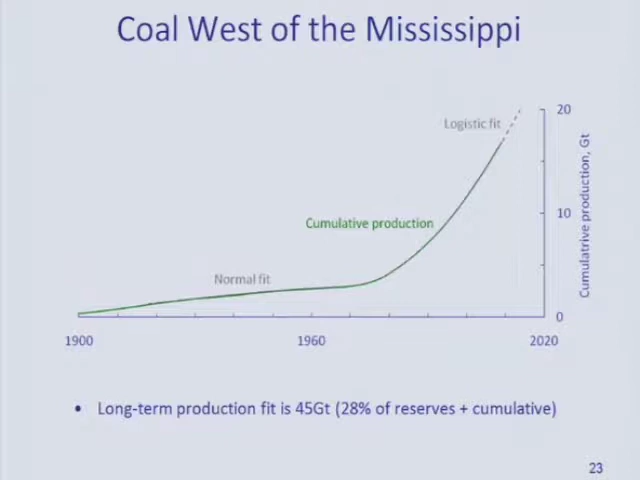 Coal West of the Mississippi
20
Logistic fit
Cumulatrive production, Gt
Cumulative production
10
Normal fit
0
1900
1960
2020
• Long-term production fit is 45Gt (28% of reserves + cumulative)
23